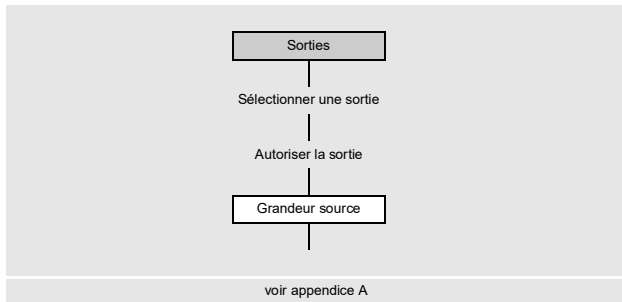 Sorties
Sélectionner une sortie
Autoriser la sortie
Grandeur source
voir appendice A